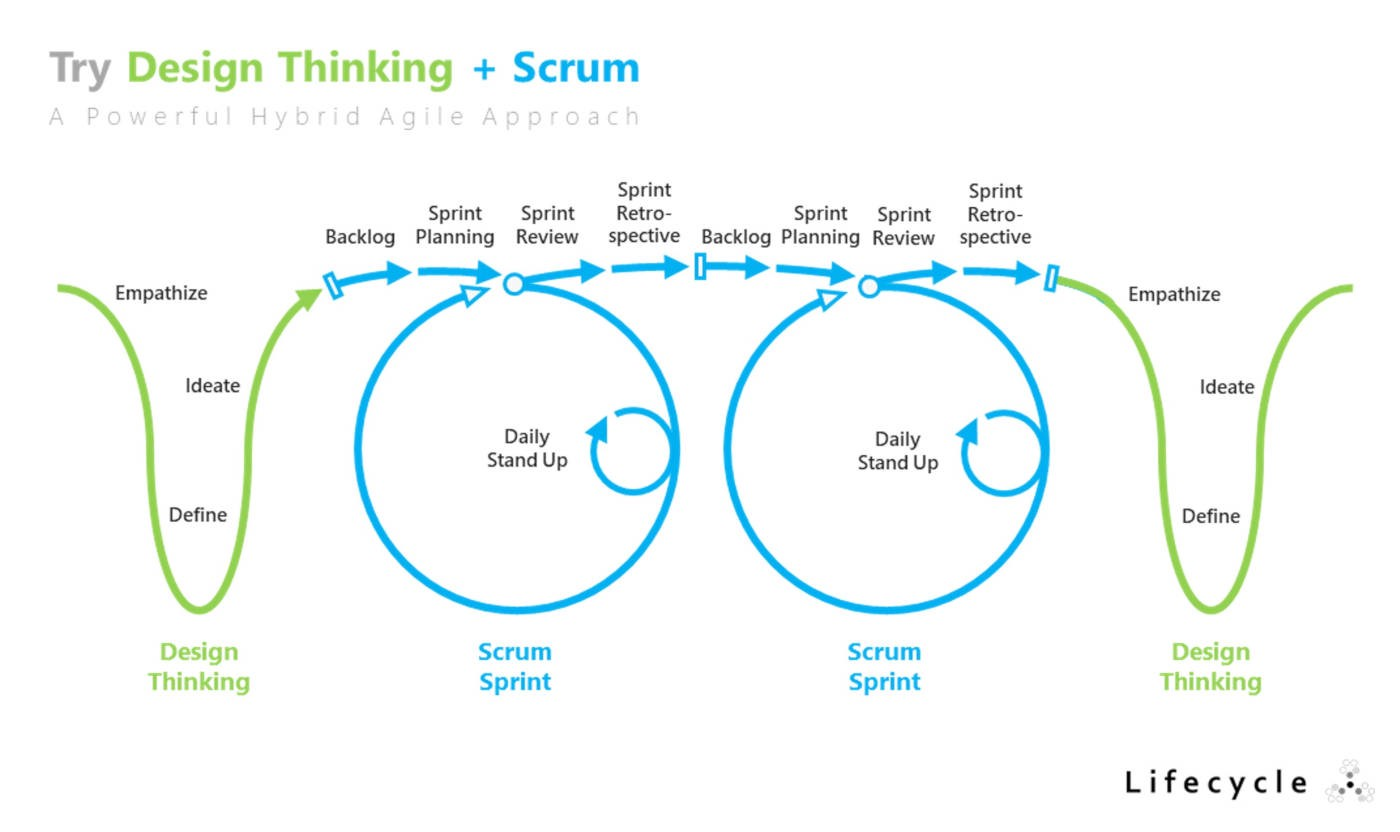 Try Design Thinking + Scrum
A Powerful Hybrid Agile Approach
Empathize
Ideate
Define
Design
Thinking
Backlog
Sprint
Planning
Sprint
Review
Sprint
Retro-
spective
Daily
Stand Up
Scrum
Sprint
Backlog
Sprint
Planning
Sprint
Review
Sprint
Retro-
spective
Daily
Stand Up
Scrum
Sprint
Empathize
Ideate
Define
Design
Thinking
Lifecycle